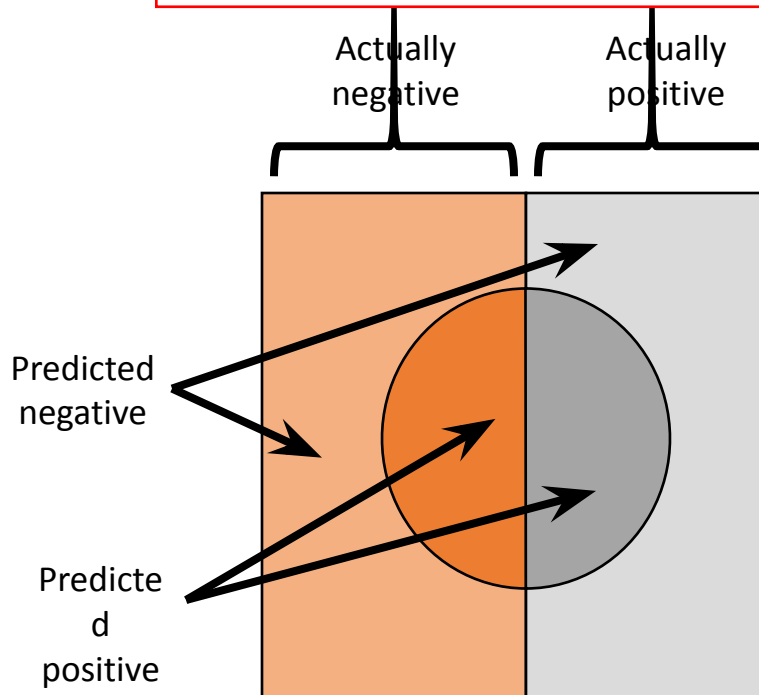 Actually
negative
Actually
positive
Predicted
negative
Predicte
d
positive